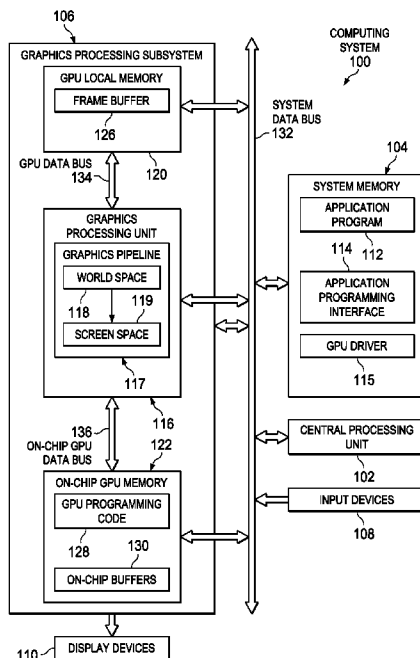 106
GRAPHICS PROCESSING SUBSYSTEM
GPU LOCAL MEMORY
FRAME BUFFER
126
GPU DATA BUS
134
120
GRAPHICS
PROCESSING UNIT
GRAPHICS PIPELINE
WORLD SPACE
118
119
SCREEN SPACE
117
136
116
ON-CHIP GPU
DATA BUS
122
ON-CHIP GPU MEMORY
GPU PROGRAMMING
CODE
128
130
ON-CHIP BUFFERS
110
DISPLAY DEVICES
SYSTEM
DATA BUS
132
COMPUTING
SYSTEM
100
104
SYSTEM MEMORY
APPLICATION
PROGRAM
114
112
APPLICATION
PROGRAMMING
INTERFACE
GPU DRIVER
115
CENTRAL PROCESSING
UNIT
102
INPUT DEVICES
108